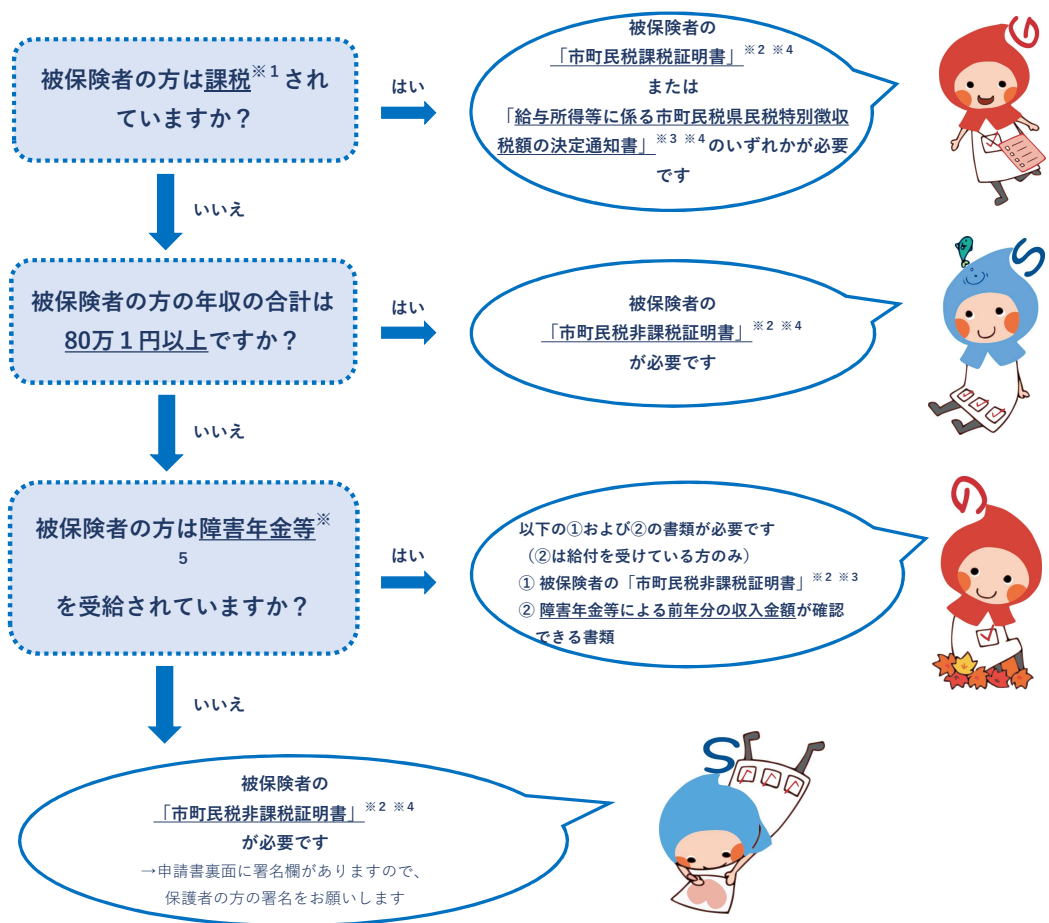 被保険者の方は課税※1され
ていますか？
はい
被保険者の
「市町民税課税証明書」※2 ※4
または
「給与所得等に係る市町民税県民税特別徴収
税額の決定通知書」※3 ※4のいずれかが必要
です
G
いいえ
被保険者の方の年収の合計は
80万1円以上ですか？
はい
被保険者の
「市町民税非課税証明書」※2 ※4
が必要です
S
いいえ
被保険者の方は障害年金等※
5
を受給されていますか？
はい
以下の①および②の書類が必要です
（②は給付を受けている方のみ）
① 被保険者の「市町民税非課税証明書」※2 ※3
② 障害年金等による前年分の収入金額が確認
できる書類
の
いいえ
被保険者の
「市町民税非課税証明書」※2 ※4
が必要です
→申請書裏面に署名欄がありますので、
保護者の方の署名をお願いします
S